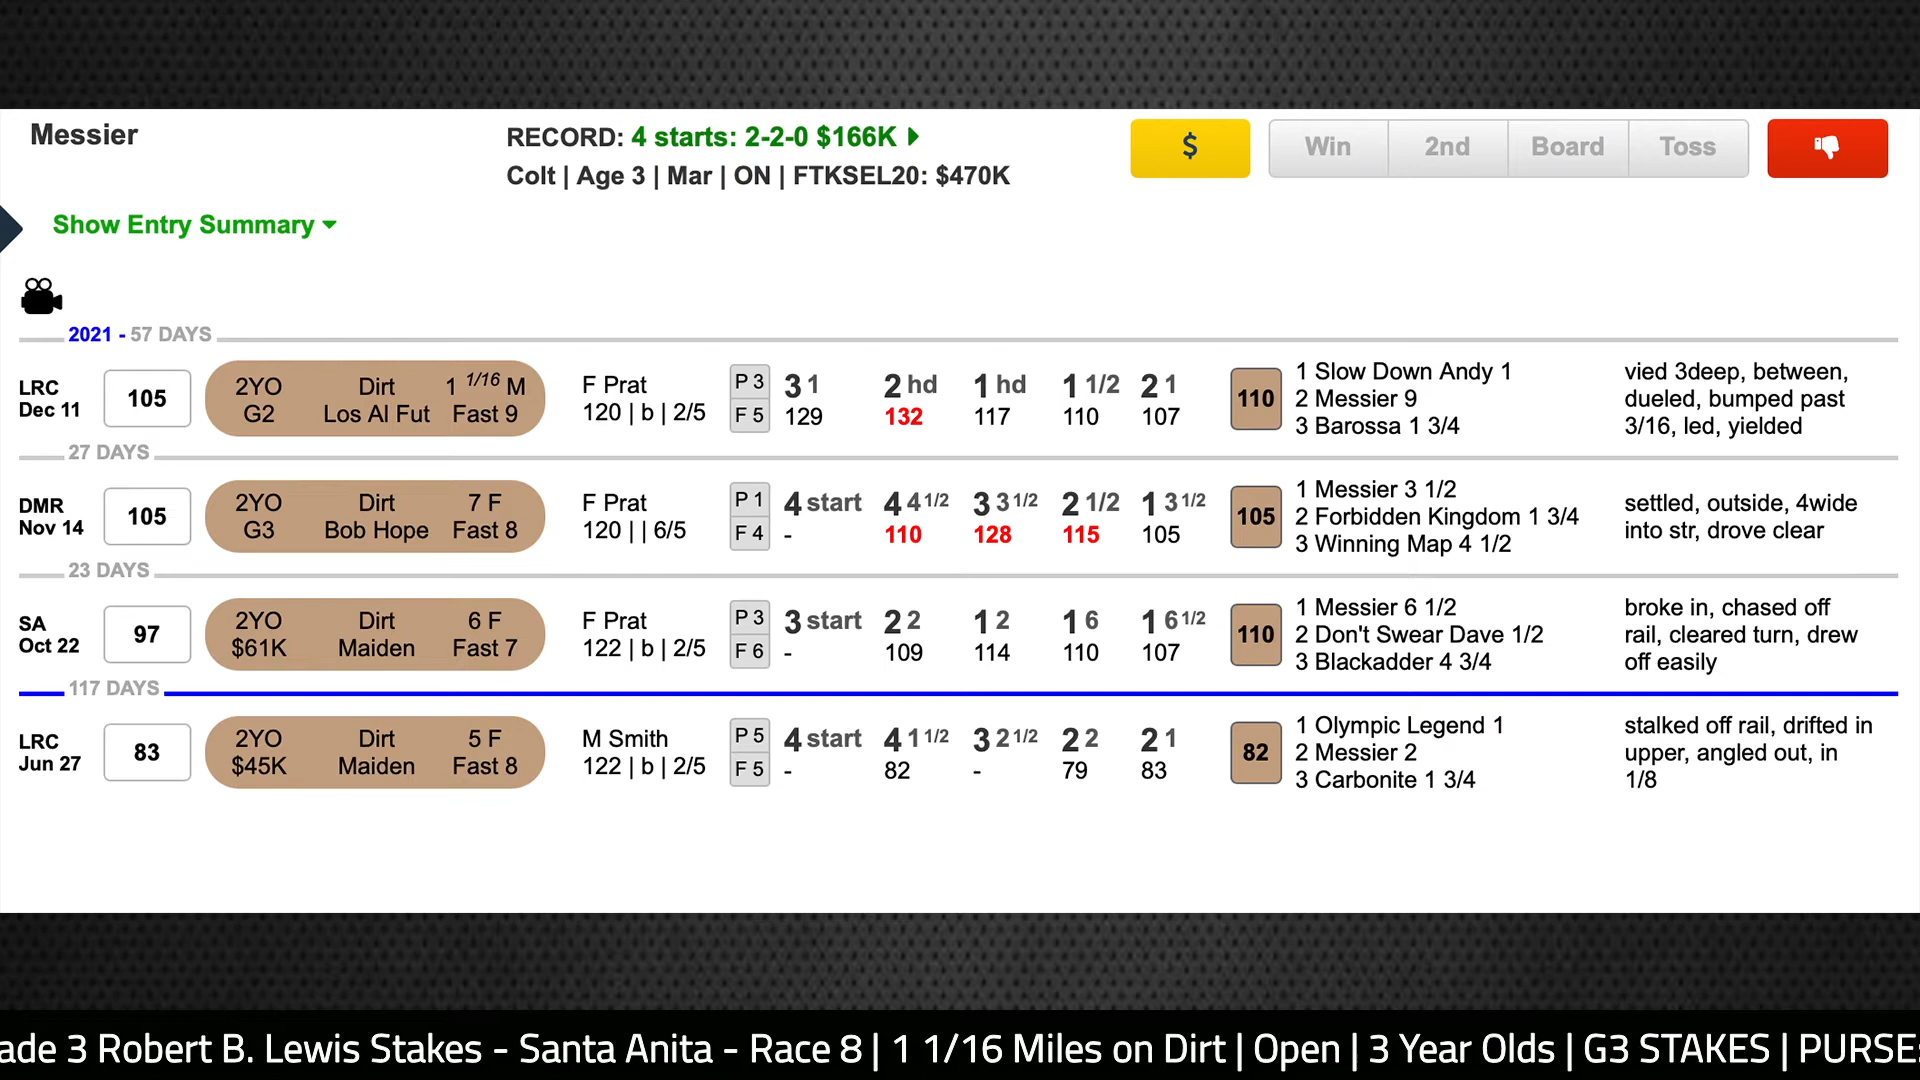 Messier
RECORD: 4 starts: 2-2-0 $166K
Colt | Age 3 | Mar | ON | FTKSEL20: $470K
$
Win 2nd Board Toss
Show Entry Summary
2021 - 57 DAYS
LRC
Dec 11
105
2YO Dirt 1 1/16 M
G2 Los Al Fut Fast 9
F Prat
120 | b | 2/5
P 3
F 5
3 1 2 hd 1 hd 1 1/2 2 1
129 132 117 110 107
110
1 Slow Down Andy 1
2 Messier 9
3 Barossa 1 3/4
vied 3deep, between,
dueled, bumped past
3/16, led, yielded
27 DAYS
DMR
Nov 14
105
2YO Dirt 7 F
G3 Bob Hope Fast 8
F Prat
120 | | 6/5
P 1
F 4
4 start 4 4 1/2 3 3 1/2 2 1/2 1 3 1/2
- 110 128 115 105
105
1 Messier 3 1/2
2 Forbidden Kingdom 1 3/4
3 Winning Map 4 1/2
settled, outside, 4wide
into str, drove clear
23 DAYS
SA
Oct 22
97
2YO Dirt 6 F
$61K Maiden Fast 7
F Prat
122 | b | 2/5
P 3
F 6
3 start 2 2 1 2 1 6 1 6 1/2
- 109 114 110 107
110
1 Messier 6 1/2
2 Don't Swear Dave 1/2
3 Blackadder 4 3/4
broke in, chased off
rail, cleared turn, drew
off easily
117 DAYS
LRC
Jun 27
83
2YO Dirt 5 F
$45K Maiden Fast 8
M Smith
122 | b | 2/5
P 5
F 5
4 start 4 1 1/2 3 2 1/2 2 2 2 1
- 82 - 79 83
82
1 Olympic Legend 1
2 Messier 2
3 Carbonite 1 3/4
stalked off rail, drifted in
upper, angled out, in
1/8
ade 3 Robert B. Lewis Stakes - Santa Anita - Race 8 | 1 1/16 Miles on Dirt | Open | 3 Year Olds | G3 STAKES | PURSE: